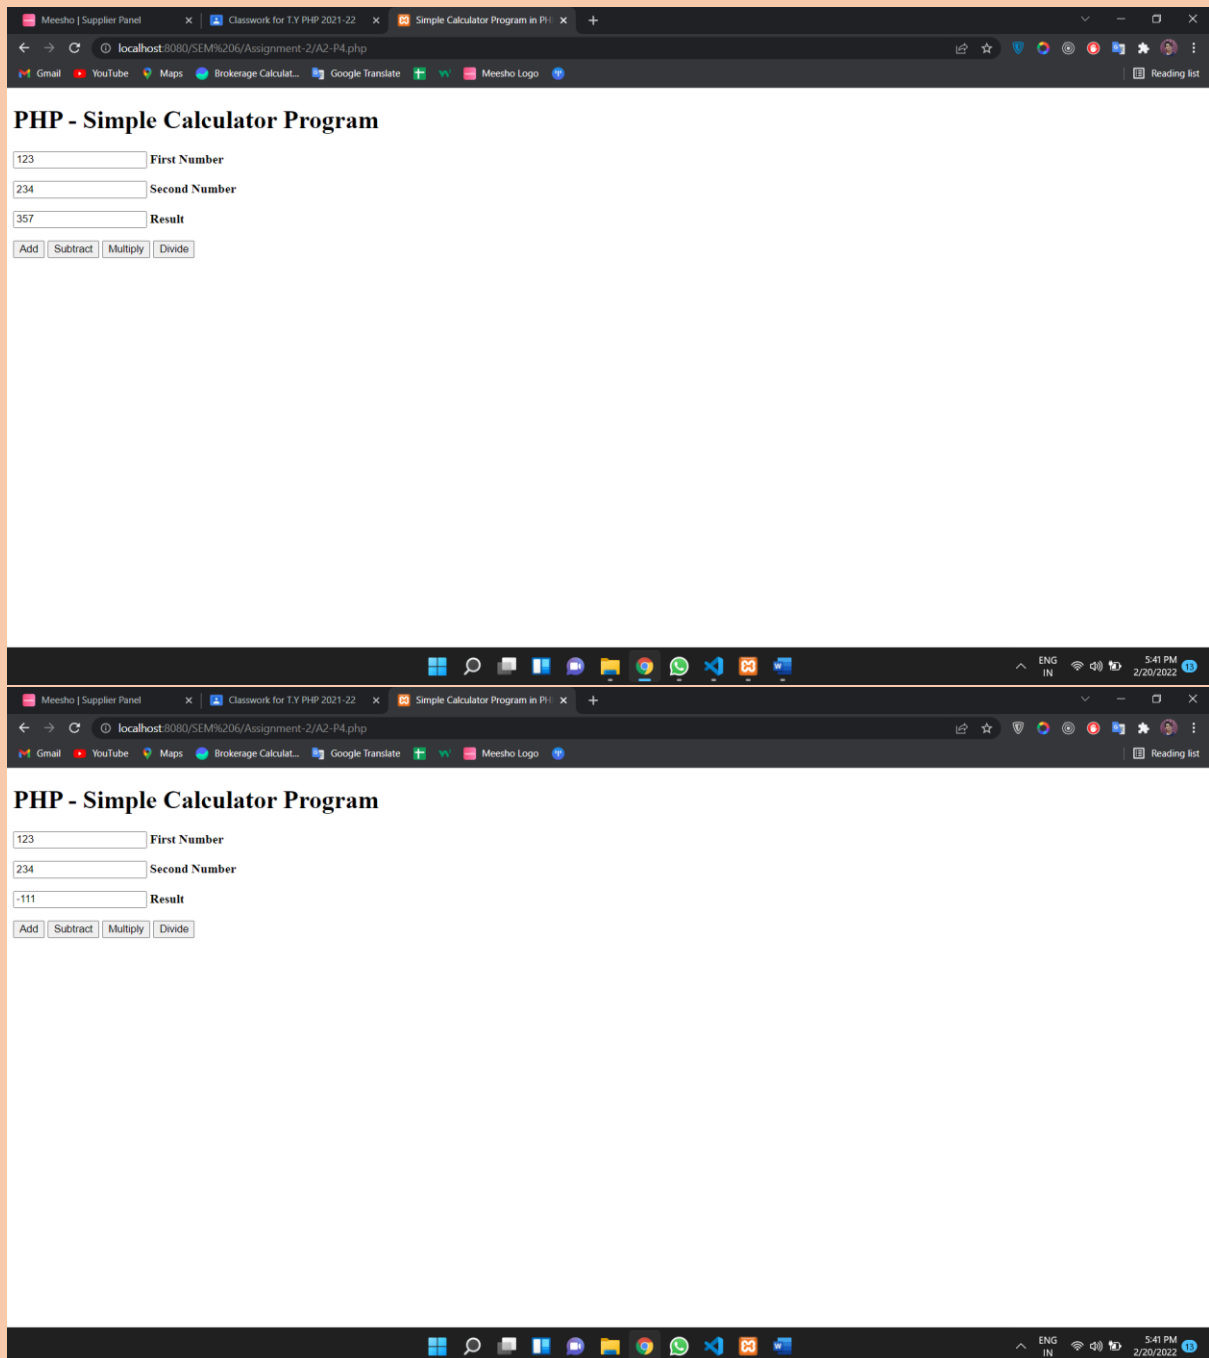 Meesho | Supplier Panel
Classwork for T.Y PHP 2021-22
Simple Calculator Program in PH
localhost:8080/SEM%206/Assignment-2/A2-P4.php
Gmail YouTube Maps Brokerage Calculat... Google Translate Meesho Logo Reading list
PHP - Simple Calculator Program
123 First Number
234 Second Number
357 Result
Add Subtract Multiply Divide
ENG 5:41 PM
IN 2/20/2022 13
Meesho | Supplier Panel
Classwork for T.Y PHP 2021-22
Simple Calculator Program in PH
localhost:8080/SEM%206/Assignment-2/A2-P4.php
Gmail YouTube Maps Brokerage Calculat... Google Translate Meesho Logo Reading list
PHP - Simple Calculator Program
123 First Number
234 Second Number
-111 Result
Add Subtract Multiply Divide
ENG 5:41 PM
IN 2/20/2022 13